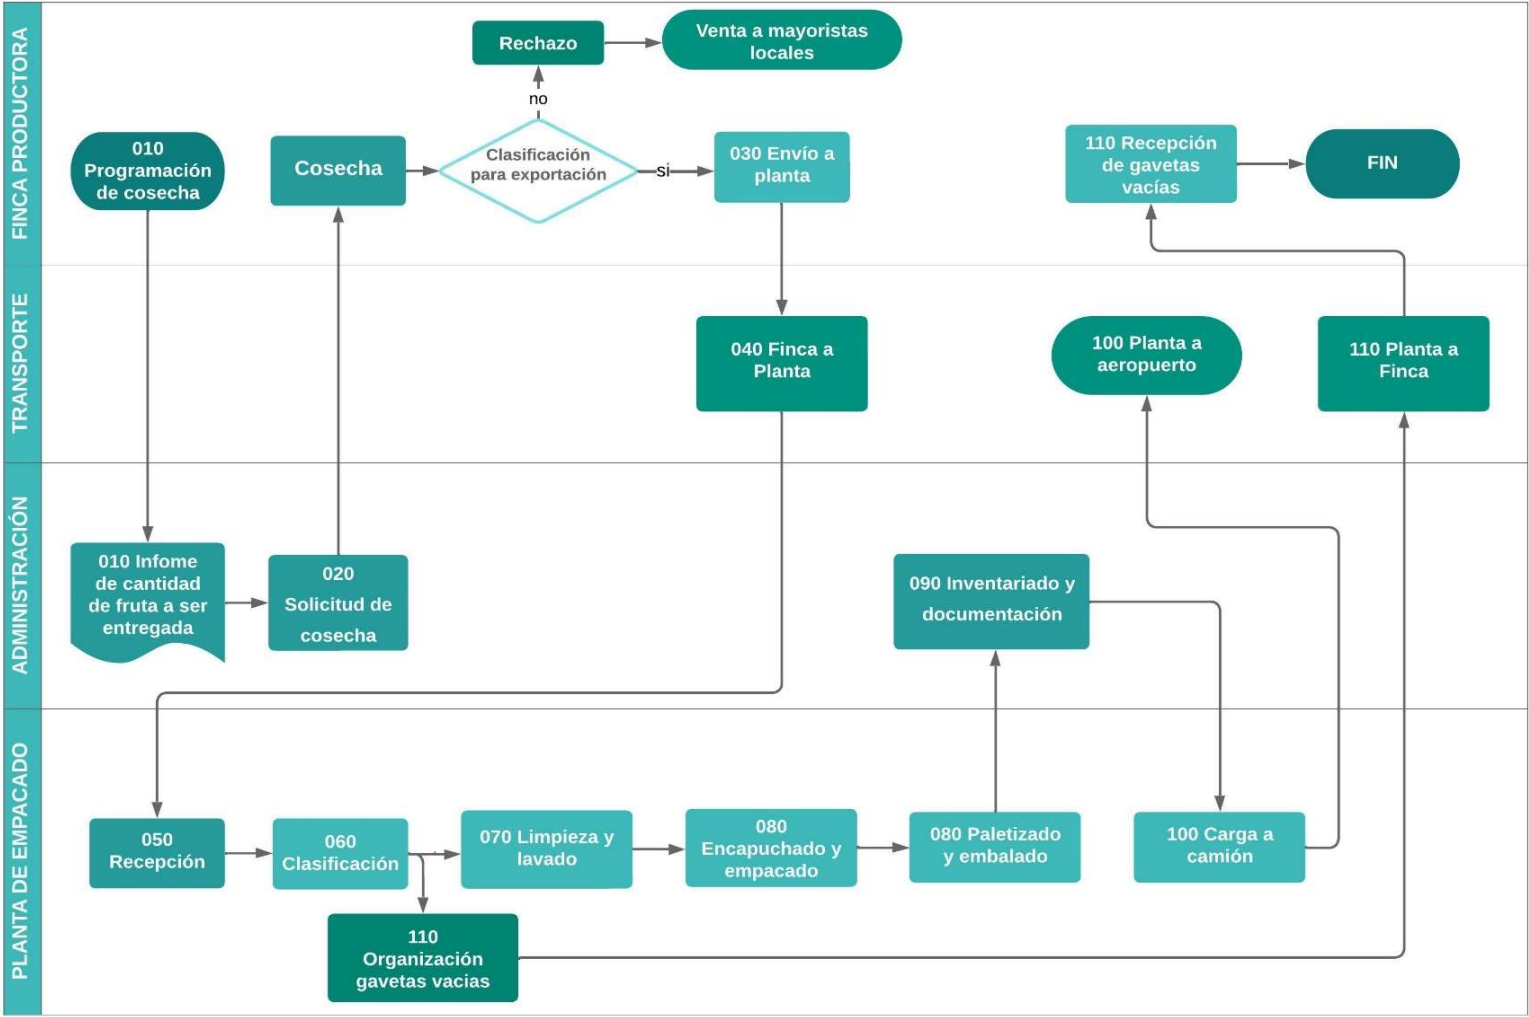 FINCA PRODUCTORA
Rechazo
Venta a mayoristas
locales
no
010
Programación
de cosecha
Cosecha
Clasificación
para exportación
si
030 Envío a
planta
110 Recepción
de gavetas
vacías
FIN
TRANSPORTE
040 Finca a
Planta
100 Planta a
aeropuerto
110 Planta a
Finca
ADMINISTRACIÓN
010 Infome
de cantidad
de fruta a ser
entregada
020
Solicitud de
cosecha
090 Inventariado y
documentación
PLANTA DE EMPACADO
050
Recepción
060
Clasificación
070 Limpieza y
lavado
080
Encapuchado y
empacado
080 Paletizado
y embalado
100 Carga a
camión
110
Organización
gavetas vacias